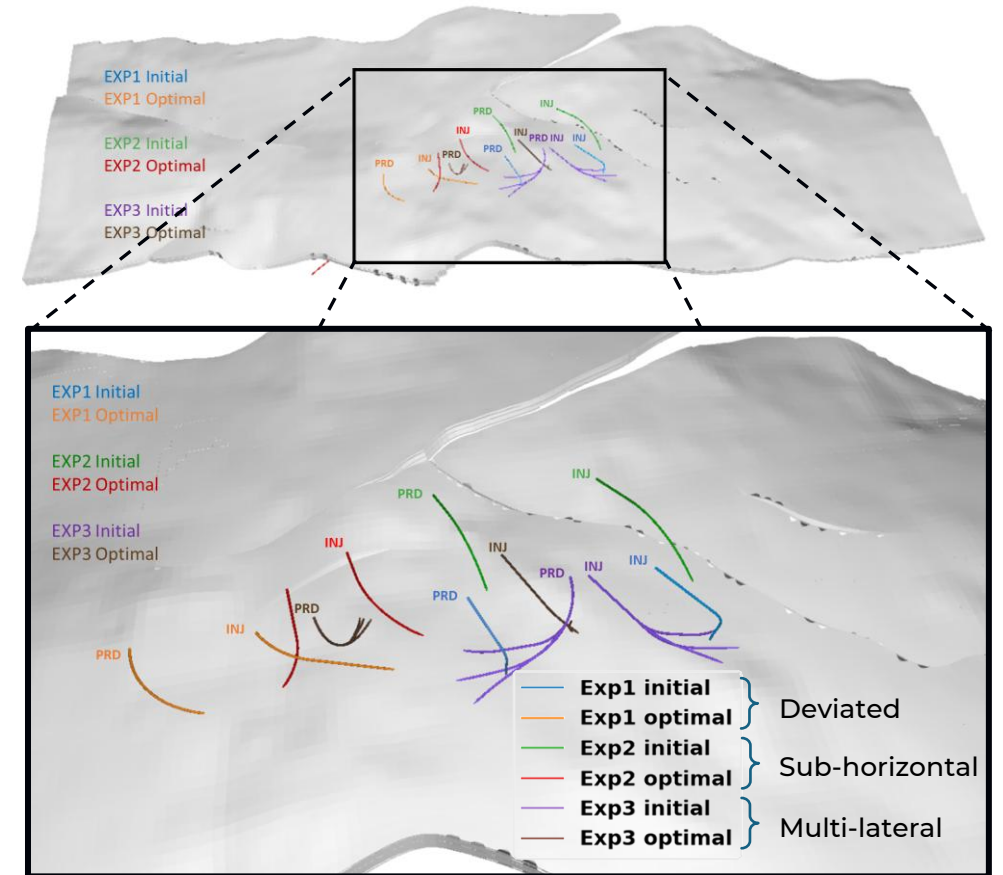 EXP1 Initial
EXP1 Optimal
EXP2 Initial
EXP2 Optimal
EXP3 Initial
EXP3 Optimal
INJ
PRD
INJ
INJ
PRD INJ
INJ
PRD
PRD
INJ
PRD
EXP1 Initial
EXP1 Optimal
EXP2 Initial
EXP2 Optimal
EXP3 Initial
EXP3 Optimal
INJ
PRD
INJ
INJ
PRD
INJ
INJ
PRD
PRD
INJ
PRD
Exp1 initial
Exp1 optimal
Deviated
Exp2 initial
Exp2 optimal
Sub-horizontal
Exp3 initial
Exp3 optimal
Multi-lateral